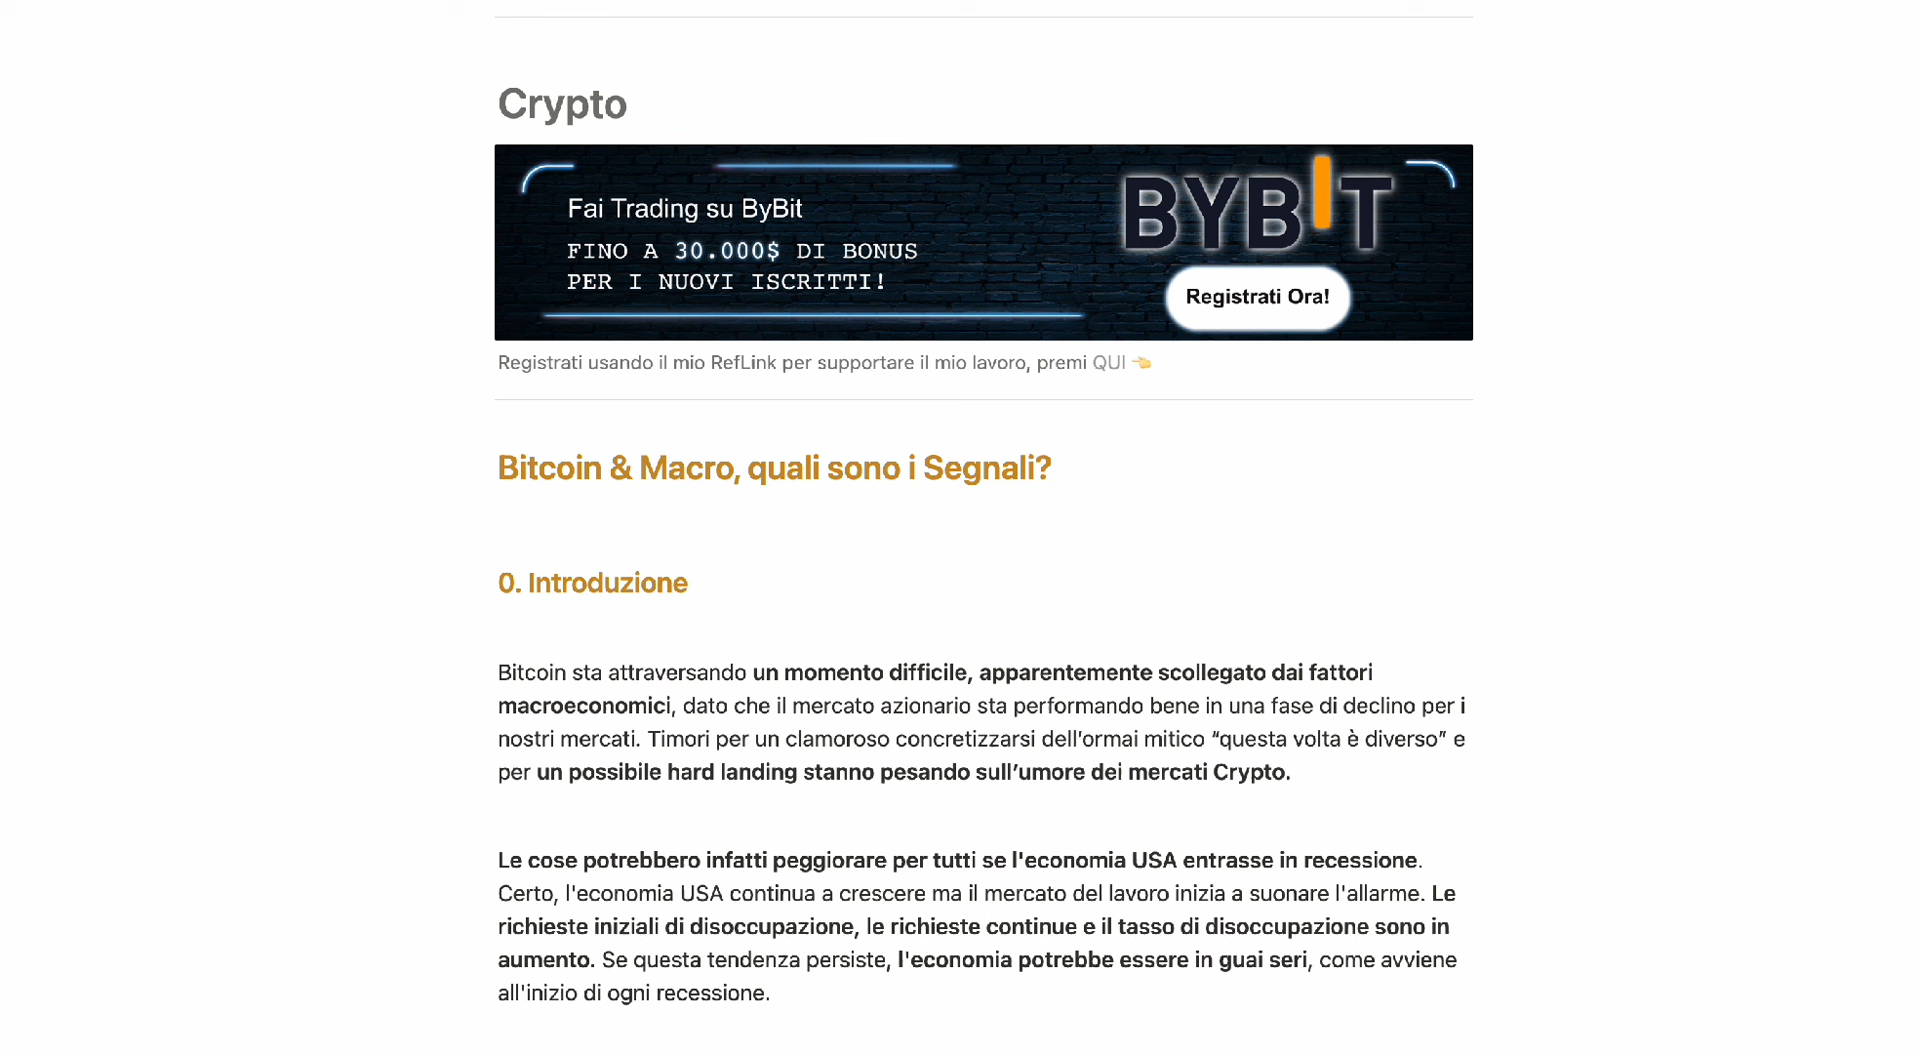 Crypto
Fai Trading su ByBit
FINO A 30.000$ DI BONUS
PER I NUOVI ISCRITTI!
BYBIT
Registrati Ora!
Registrati usando il mio RefLink per supportare il mio lavoro, premi QUI 👈
Bitcoin & Macro, quali sono i Segnali?
0. Introduzione
Bitcoin sta attraversando un momento difficile, apparentemente scollegato dai fattori
macroeconomici, dato che il mercato azionario sta performando bene in una fase di declino per i
nostri mercati. Timori per un clamoroso concretizzarsi dell’ormai mitico “questa volta è diverso” e
per un possibile hard landing stanno pesando sull’umore dei mercati Crypto.
Le cose potrebbero infatti peggiorare per tutti se l'economia USA entrasse in recessione.
Certo, l'economia USA continua a crescere ma il mercato del lavoro inizia a suonare l'allarme. Le
richieste iniziali di disoccupazione, le richieste continue e il tasso di disoccupazione sono in
aumento. Se questa tendenza persiste, l'economia potrebbe essere in guai seri, come avviene
all'inizio di ogni recessione.